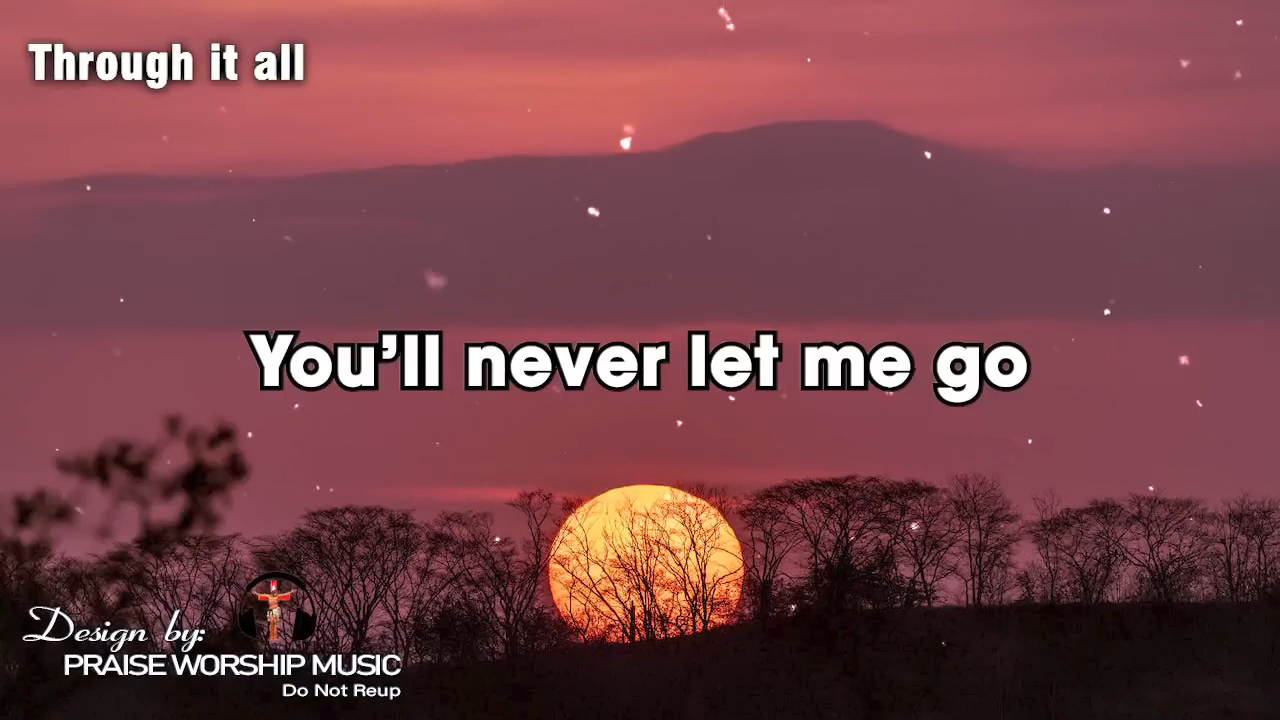 Through it all
You'll never let me go
Design by:
PRAISE WORSHIP MUSIC
Do Not Reup